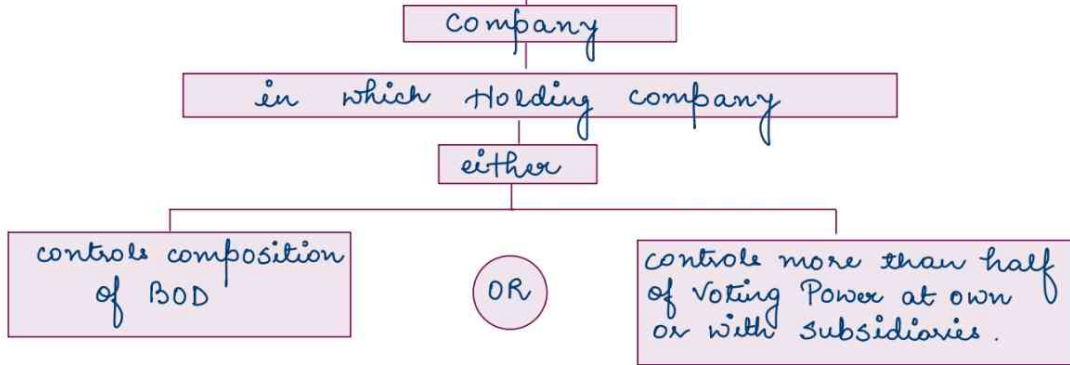 Company
in which Holding company
either
controls composition
of BOD
OR
controls more than half
of Voting Power at own
or with subsidiaries.